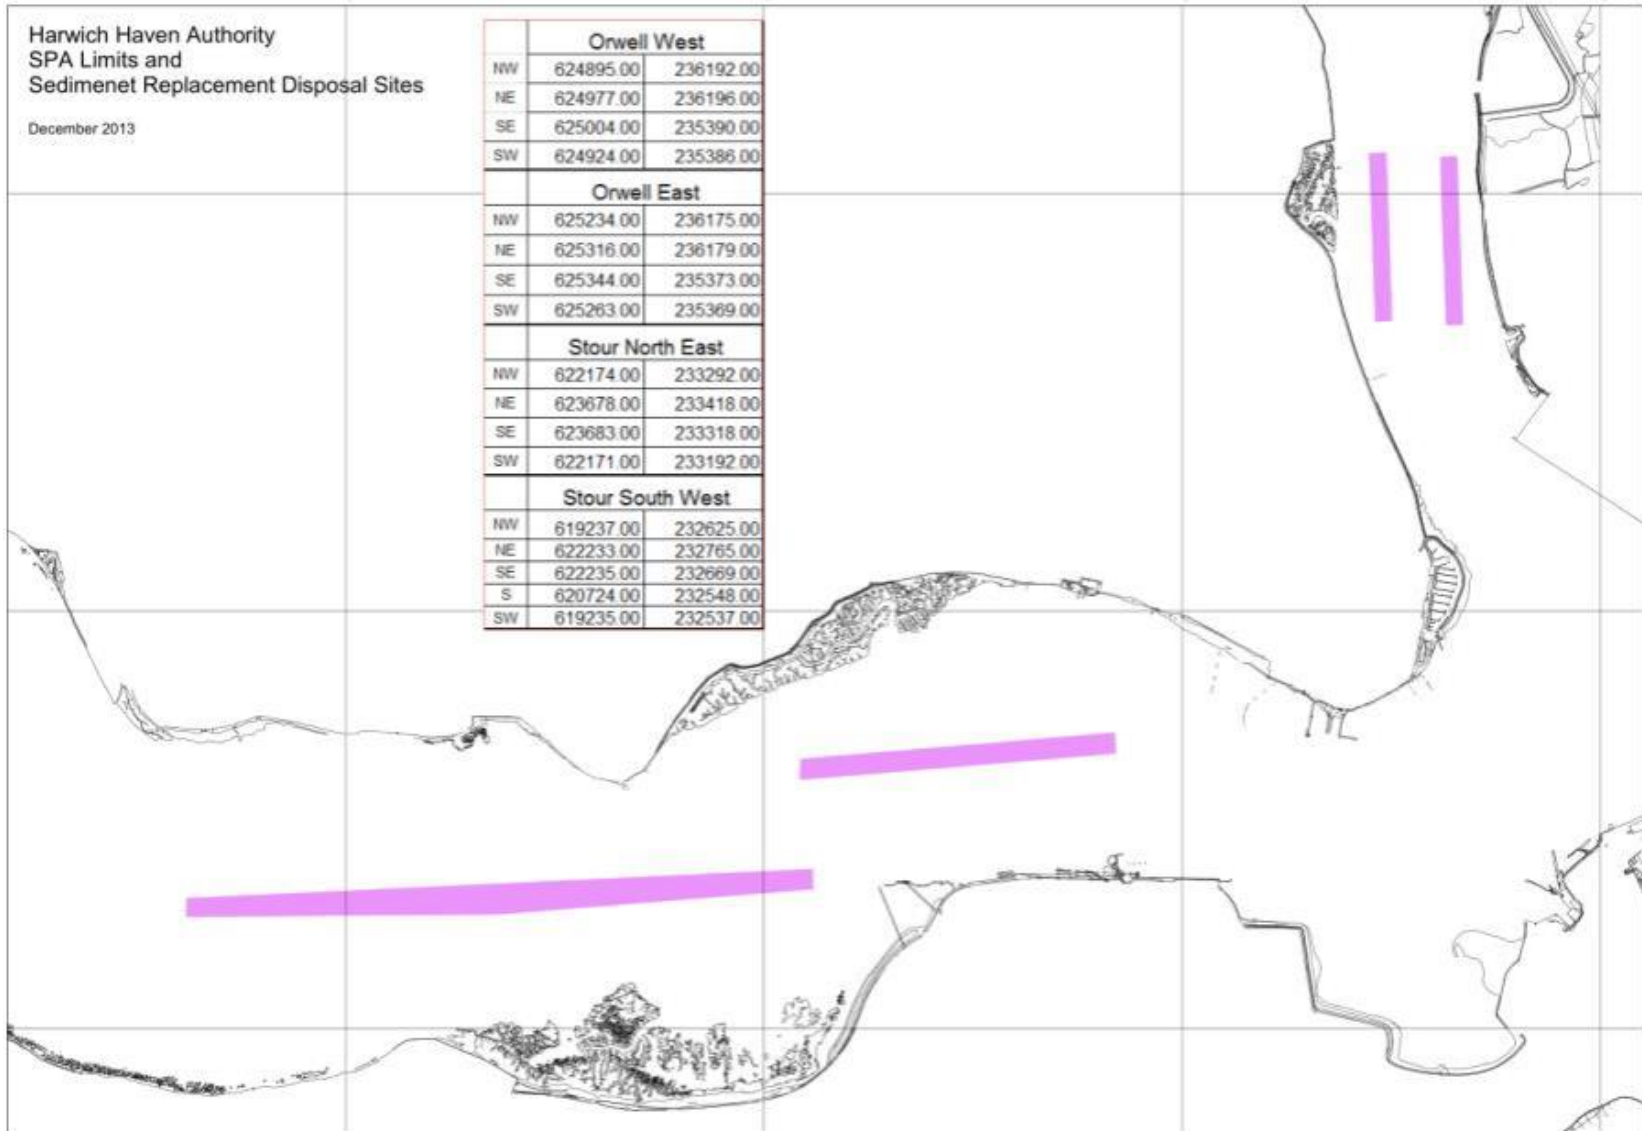 Harwich Haven Authority
SPA Limits and
Sedimenet Replacement Disposal Sites
December 2013
Orwell West
NW 624895.00 236192.00
NE 624977.00 236196.00
SE 625004.00 235390.00
SW 624924.00 235386.00
Orwell East
NW 625234.00 236175.00
NE 625316.00 236179.00
SE 625344.00 235373.00
SW 625263.00 235369.00
Stour North East
NW 622174.00 233292.00
NE 623678.00 233418.00
SE 623683.00 233318.00
SW 622171.00 233192.00
Stour South West
NW 619237.00 232625.00
NE 622233.00 232765.00
SE 622235.00 232669.00
S 620724.00 232548.00
SW 619235.00 232537.00